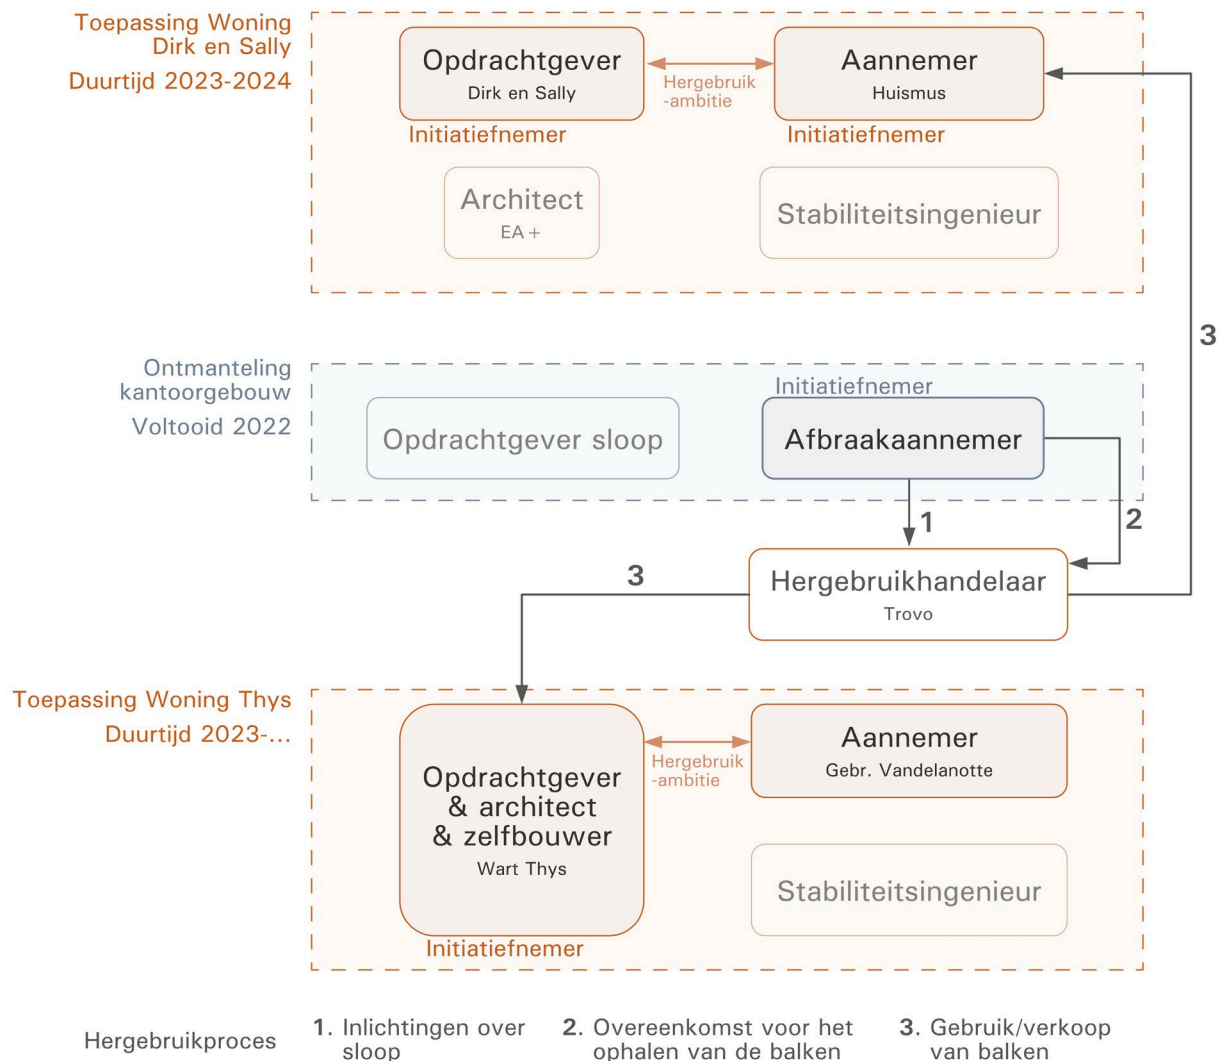 Toepassing Woning
Dirk en Sally
Duurtijd 2023-2024
Opdrachtgever
Dirk en Sally
Initiatiefnemer
Hergebruik
-ambitie
Aannemer
Huismus
Initiatiefnemer
Architect
EA+
Stabiliteitsingenieur
3
Ontmanteling
kantoorgebouw
Voltooid 2022
Opdrachtgever sloop
Initiatiefnemer
Afbraakaannemer
1
2
Hergebruikhandelaar
Trovo
3
Toepassing Woning Thys
Duurtijd 2023-...
Opdrachtgever
& architect
& zelfbouwer
Wart Thys
Initiatiefnemer
Hergebruik
-ambitie
Aannemer
Gebr. Vandelanotte
Stabiliteitsingenieur
Hergebruikproces
1. Inlichtingen over
sloop
2. Overeenkomst voor het
ophalen van de balken
3. Gebruik/verkoop
van balken